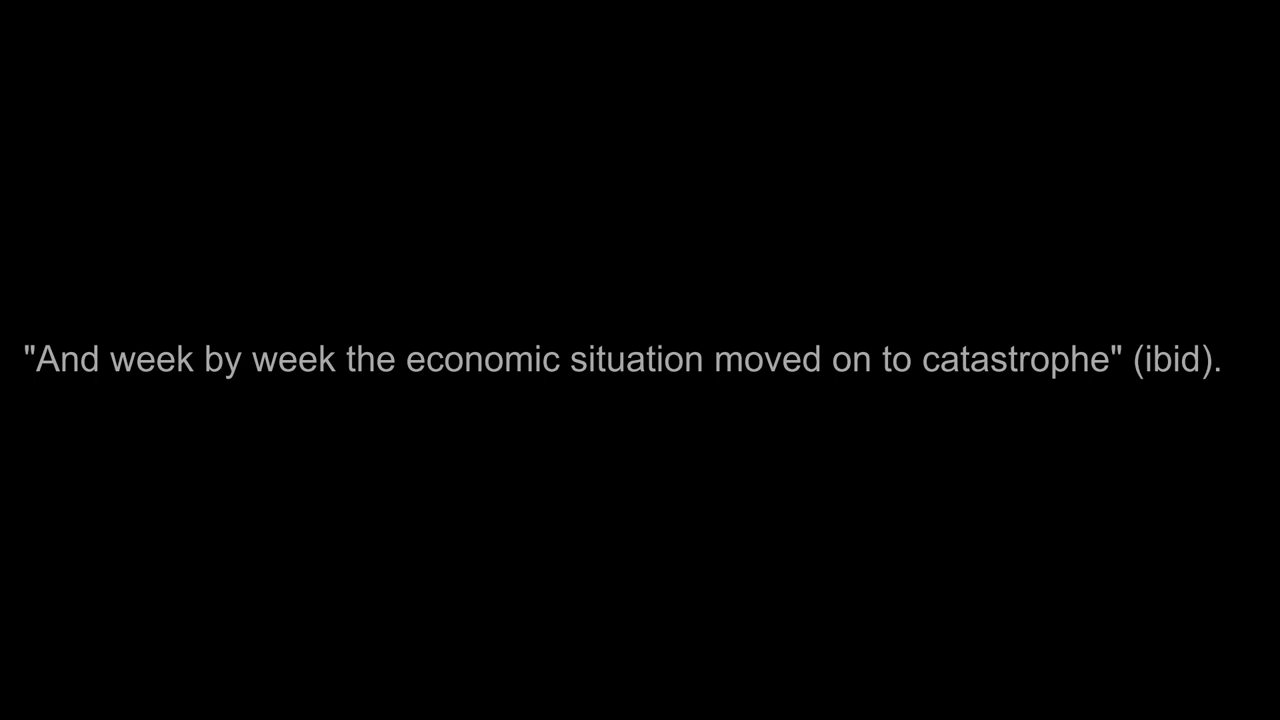 "And week by week the economic situation moved on to catastrophe" (ibid).